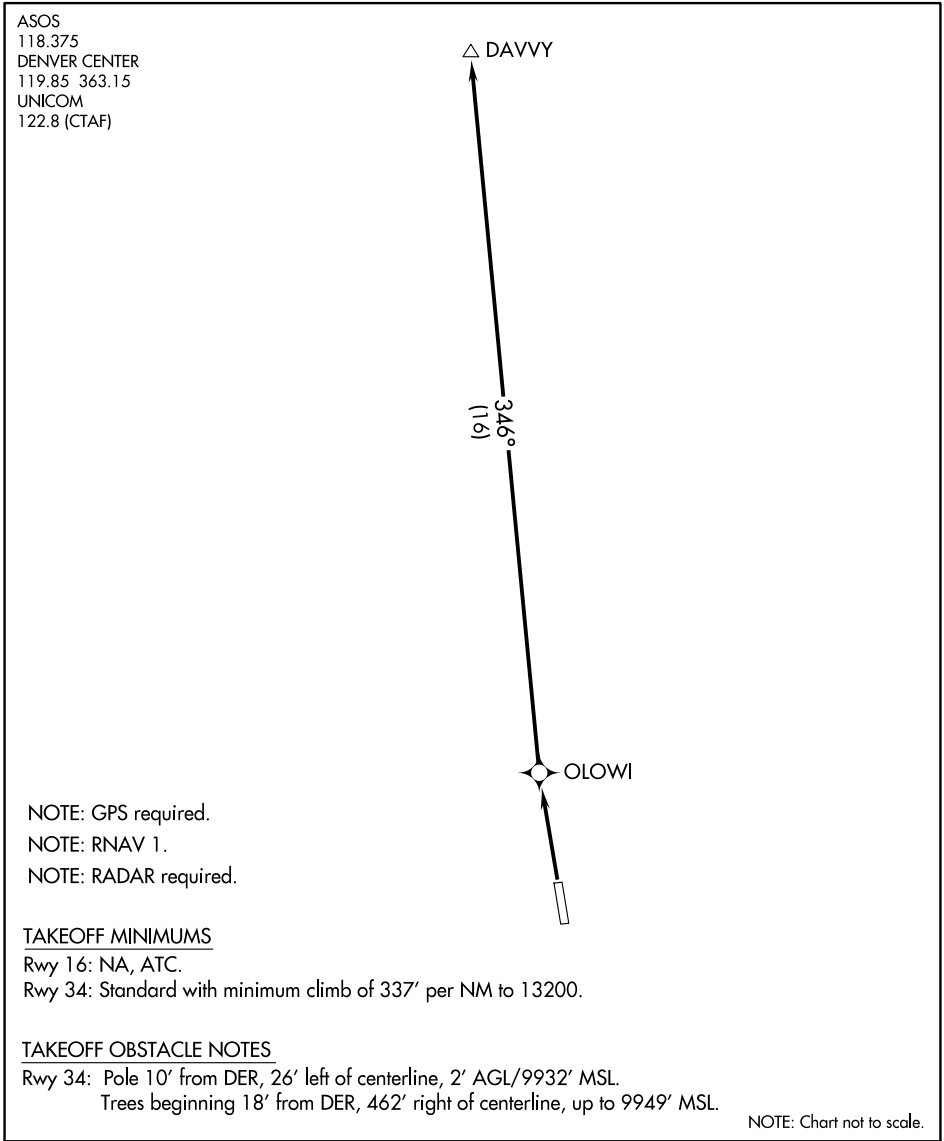 ASOS
118.375
DENVER CENTER
119.85 363.15
UNICOM
122.8 (CTAF)
DAVVY
346°
(16)
OLOWI
NOTE: GPS required.
NOTE: RNAV 1.
NOTE: RADAR required.
TAKEOFF MINIMUMS
Rwy 16: NA, ATC.
Rwy 34: Standard with minimum climb of 337' per NM to 13200.
TAKEOFF OBSTACLE NOTES
Rwy 34: Pole 10' from DER, 26' left of centerline, 2' AGL/9932' MSL.
Trees beginning 18' from DER, 462' right of centerline, up to 9949' MSL.
NOTE: Chart not to scale.